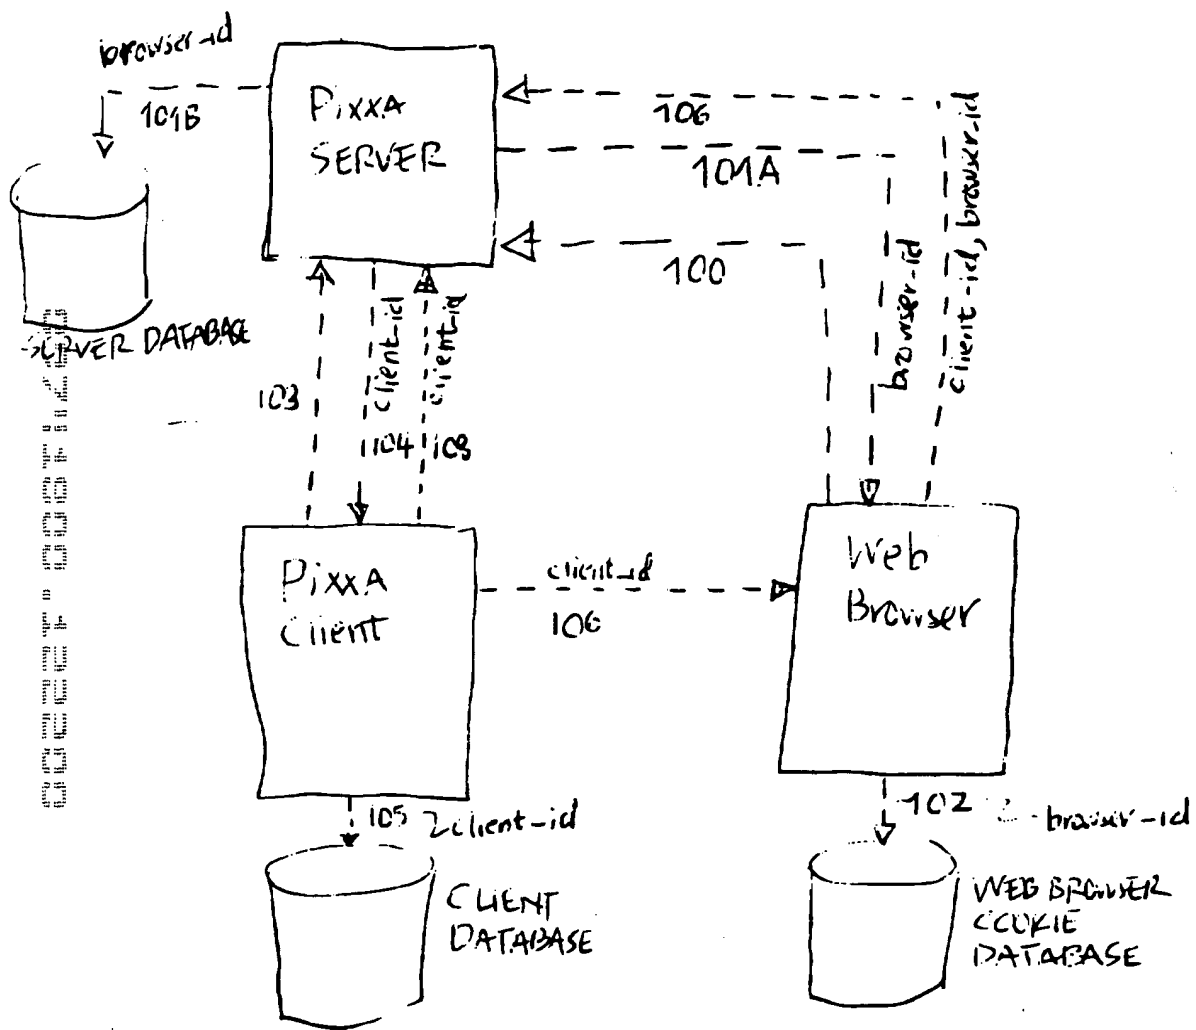 browser-id
101B
PixxA
SERVER
106
101A
100
browser-id
client-id, browser-id
SERVER DATABASE
103
client-id
104
client-id
108
PixxA
Client
client-id
106
Web
Browser
105
client-id
102
browser-id
CLIENT
DATABASE
WEB BROWSER
COOKIE
DATABASE